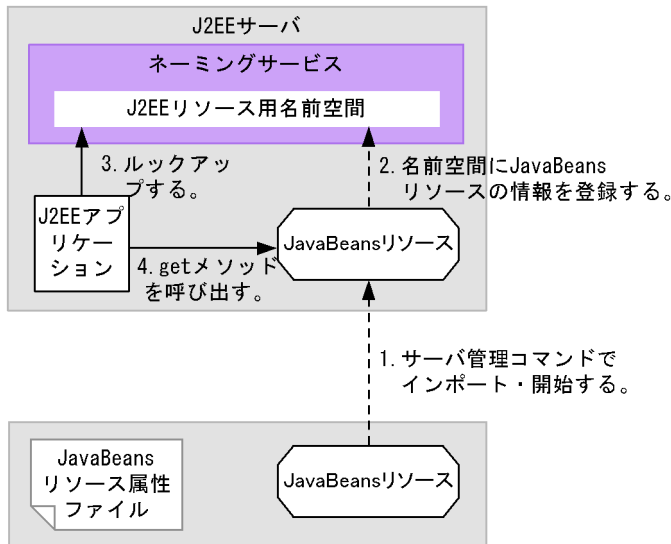 J2EEサーバ
ネーミングサービス
J2EEリソース用名前空間
3. ルックアッ
プする。
2. 名前空間にJavaBeans
リソースの情報を登録する。
J2EEアプ
リケー
ション
JavaBeansリソース
4. getメソッド
を呼び出す。
1. サーバ管理コマンドで
インポート・開始する。
JavaBeans
リソース属性
ファイル
JavaBeansリソース